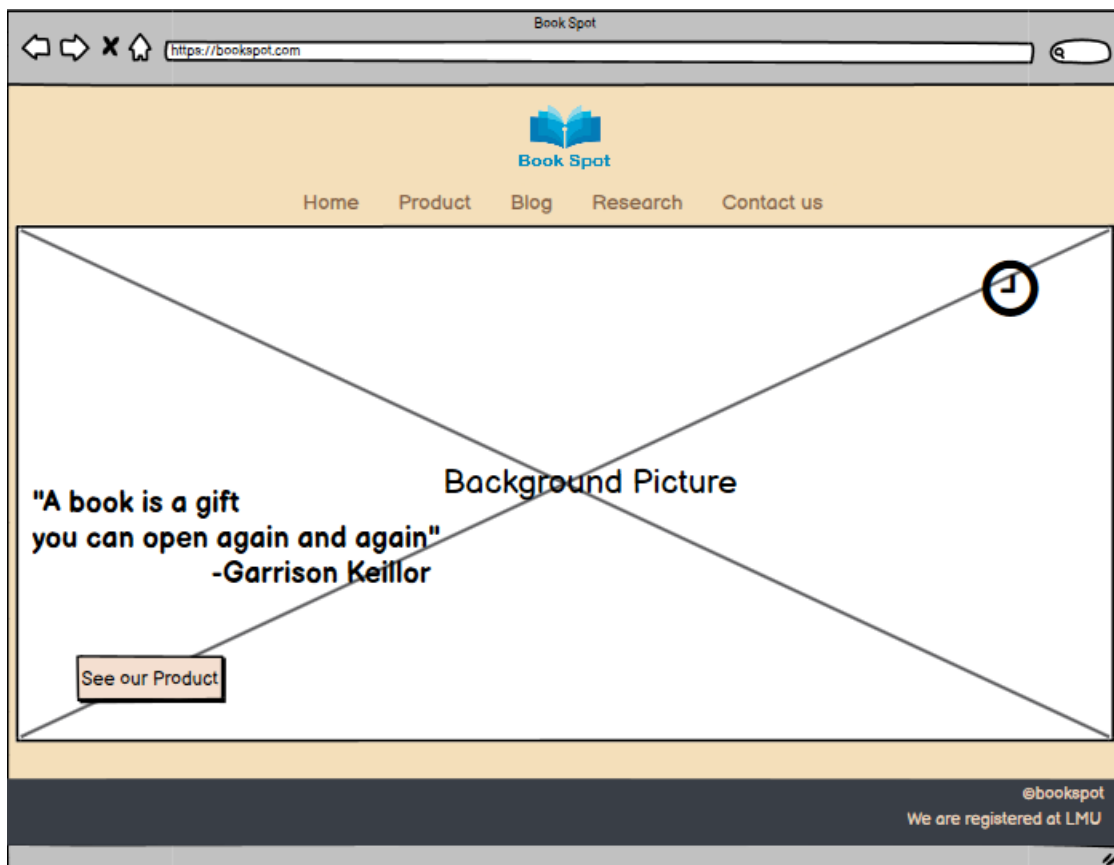 Book Spot
https://bookspot.com
Book Spot
Home Product Blog Research Contact us
Background Picture
"A book is a gift
you can open again and again"
-Garrison Keillor
See our Product
©bookspot
We are registered at LMU